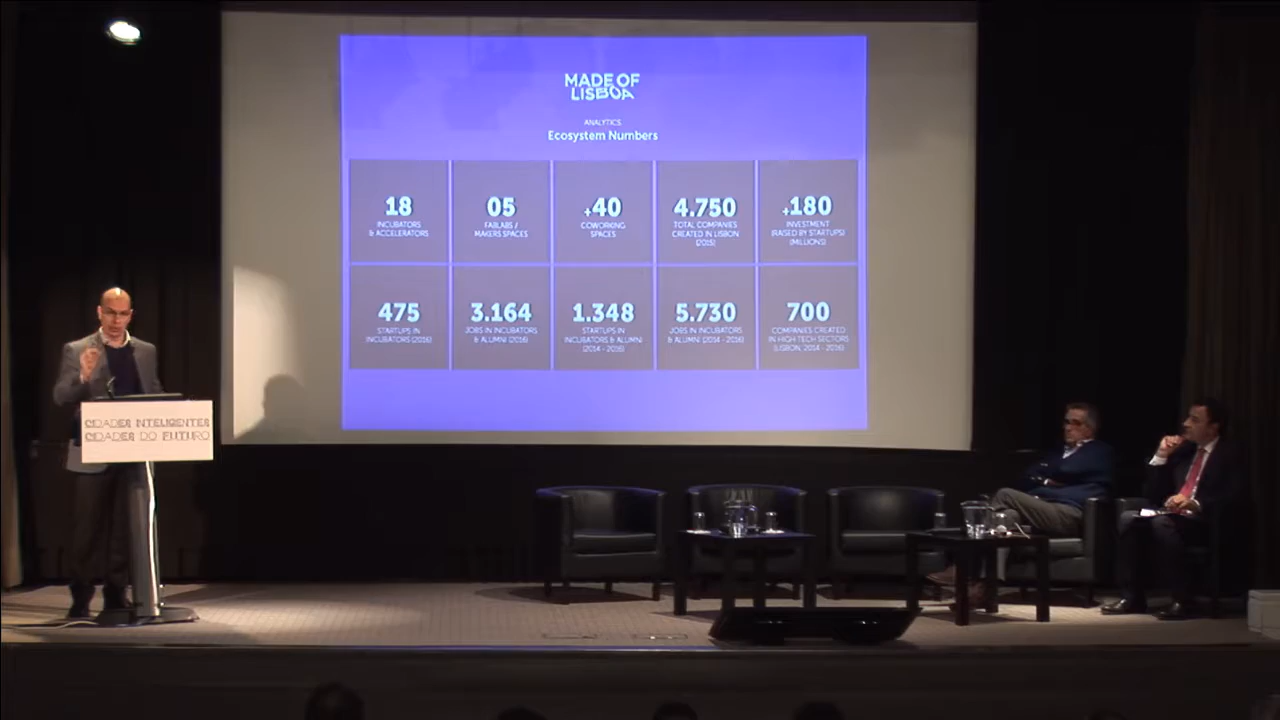 MADE OF
LISBOA
ANALYTICS
Ecosystem Numbers
18
INCUBATORS
& ACCELERATORS
05
FABLABS /
MAKERS SPACES
+40
COWORKING
SPACES
4.750
TOTAL COMPANIES
CREATED IN LISBON
(2015)
+180
INVESTMENT
(RAISED BY STARTUPS)
(MILLIONS)
475
STARTUPS IN
INCUBATORS (2016)
3.164
JOBS IN INCUBATORS
& ALUMNI (2016)
1.348
STARTUPS IN
INCUBATORS & ALUMNI
(2014 - 2016)
5.730
JOBS IN INCUBATORS
& ALUMNI (2014 - 2016)
700
COMPANIES CREATED
IN HIGH TECH SECTORS
(LISBON, 2014 - 2016)
CIDADES INTELIGENTES
CIDADES DO FUTURO